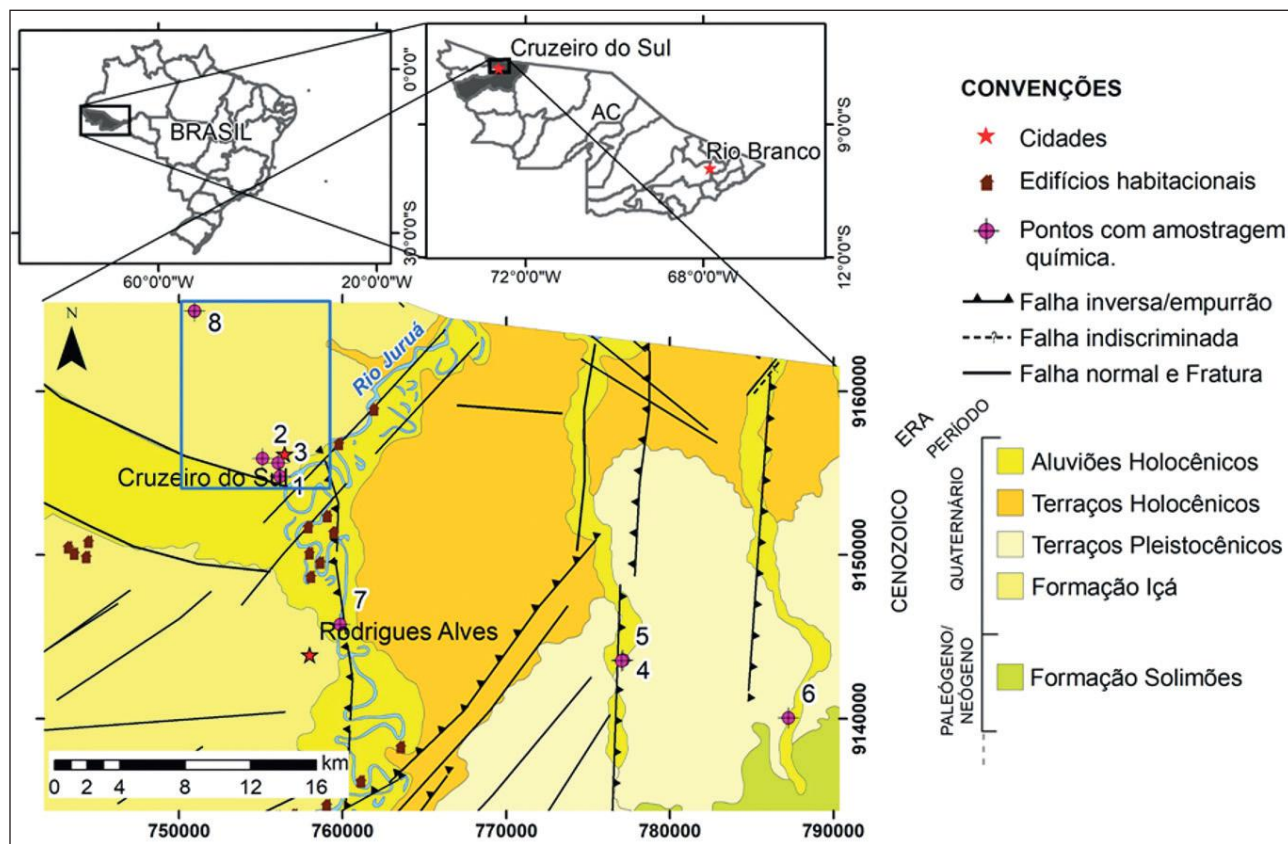 BRASIL
0°0'0"
30°0'0"S
60°0'0"W
20°0'0"W
Cruzeiro do Sul
AC
Rio Branco
9°0'0"S
12°0'0"S
72°0'0"W
68°0'0"W
N
8
Rio Juruá
2
3
Cruzeiro do Sul
1
7
Rodrigues Alves
5
4
6
km
0 2 4 8 12 16
9160000
9150000
9140000
750000
760000
770000
780000
790000
CONVENÇÕES
Cidades
Edifícios habitacionais
Pontos com amostragem
química.
Falha inversa/empurrão
Falha indiscriminada
Falha normal e Fratura
ERA
PERÍODO
CENOZOICO
QUATERNÁRIO
Aluviões Holocênicos
Terraços Holocênicos
Terraços Pleistocênicos
Formação Içá
PALEÓGENO/
NEÓGENO
Formação Solimões